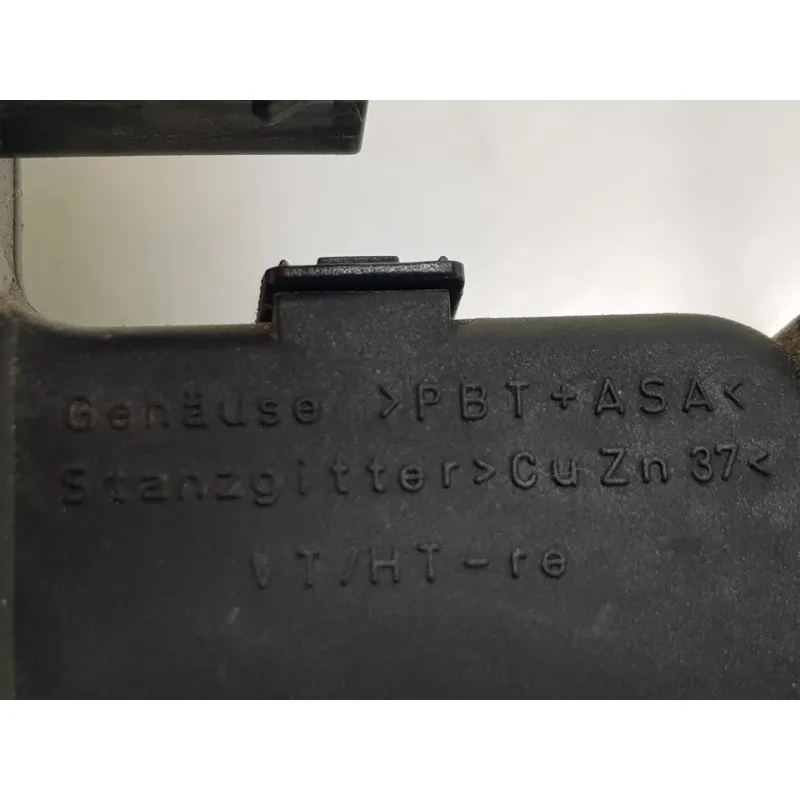 Gehäuse >PBT+ASA<
Stanzgitter>CuZn37<
VT/HT-re